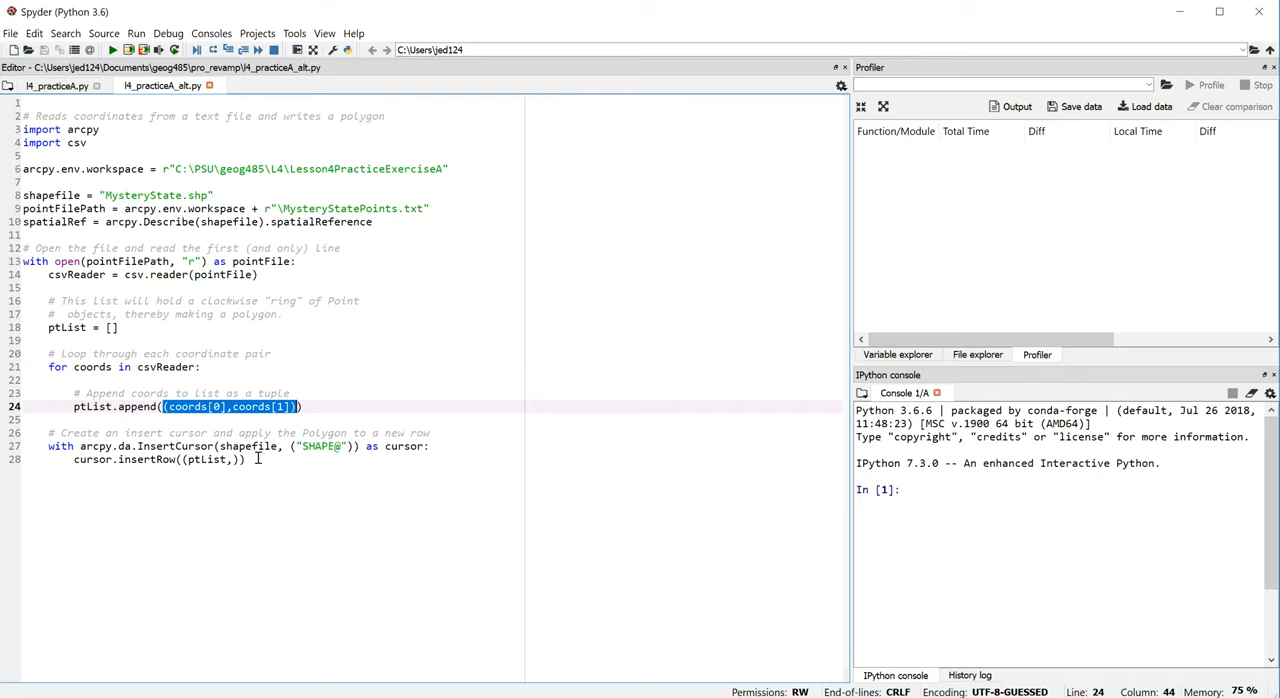 Spyder (Python 3.6)
File Edit Search Source Run Debug Consoles Projects Tools View Help
C:\Users\jed124
Editor - C:\Users\jed124\Documents\geog485\pro_revamp\l4_practiceA_alt.py
Profiler
l4_practiceA.py l4_practiceA_alt.py
Profile Stop
Output Save data Load data Clear comparison
Function/Module Total Time Diff Local Time Diff
1
2 # Reads coordinates from a text file and writes a polygon
3 import arcpy
4 import csv
5
6 arcpy.env.workspace = r"C:\PSU\geog485\L4\Lesson4PracticeExerciseA"
7
8 shapefile = "MysteryState.shp"
9 pointFilePath = arcpy.env.workspace + r"\MysteryStatePoints.txt"
10 spatialRef = arcpy.Describe(shapefile).spatialReference
11
12 # Open the file and read the first (and only) line
13 with open(pointFilePath, "r") as pointFile:
14 csvReader = csv.reader(pointFile)
15
16 # This list will hold a clockwise "ring" of Point
17 #  objects, thereby making a polygon.
18 ptList = []
19
20 # Loop through each coordinate pair
21 for coords in csvReader:
22
23 # Append coords to list as a tuple
24 ptList.append((coords[0],coords[1]))
25
26 # Create an insert cursor and apply the Polygon to a new row
27 with arcpy.da.InsertCursor(shapefile, ("SHAPE@")) as cursor:
28 cursor.insertRow((ptList,))
Variable explorer File explorer Profiler
IPython console
Console 1/A
Python 3.6.6 | packaged by conda-forge | (default, Jul 26 2018,
11:48:23) [MSC v.1900 64 bit (AMD64)]
Type "copyright", "credits" or "license" for more information.
IPython 7.3.0 -- An enhanced Interactive Python.
In [1]:
IPython console History log
Permissions: RW End-of-lines: CRLF Encoding: UTF-8-GUESSED Line: 24 Column: 44 Memory: 75 %